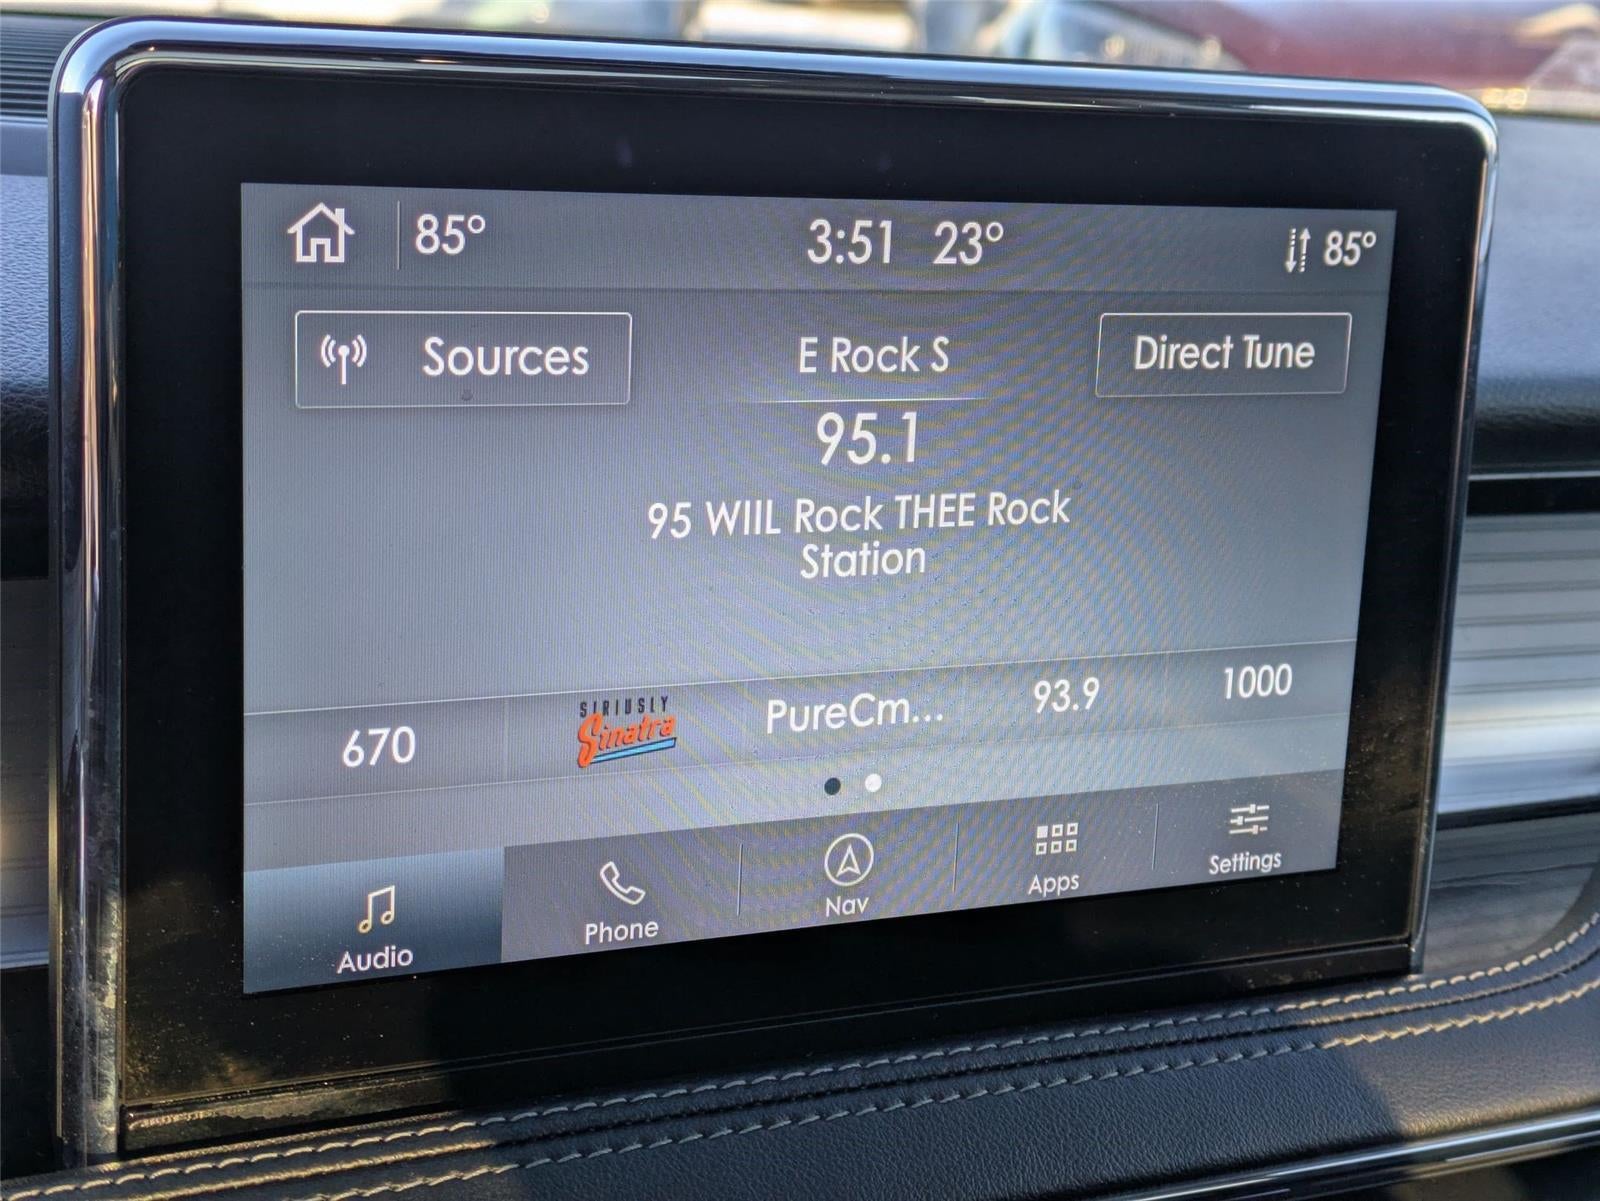 85°
3:51 23°
85°
Sources
E Rock S
Direct Tune
95.1
95 WIIL Rock THEE Rock
Station
670
SIRIUSLY
Sinatra
PureCm...
93.9
1000
Audio
Phone
Nav
Apps
Settings